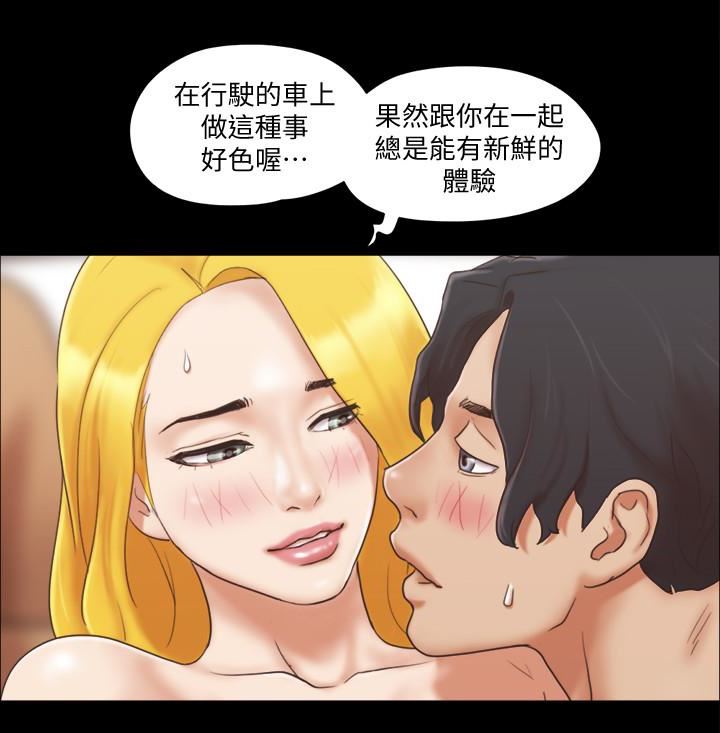 在行駛的車上
做這種事
好色喔⋯
果然跟你在一起
總是能有新鮮的
體驗